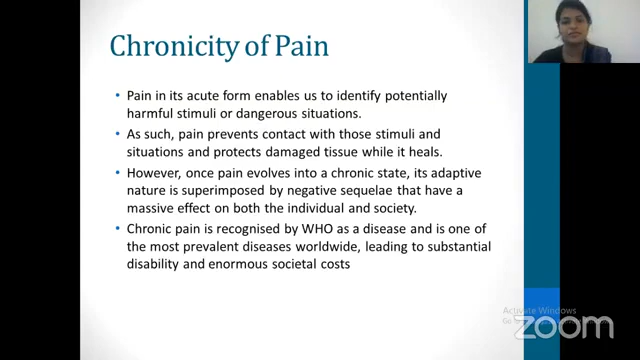 Chronicity of Pain
• Pain in its acute form enables us to identify potentially
harmful stimuli or dangerous situations.
• As such, pain prevents contact with those stimuli and
situations and protects damaged tissue while it heals.
• However, once pain evolves into a chronic state, its adaptive
nature is superimposed by negative sequelae that have a
massive effect on both the individual and society.
• Chronic pain is recognised by WHO as a disease and is one of
the most prevalent diseases worldwide, leading to substantial
disability and enormous societal costs
Activate Windows
Go to
zoom